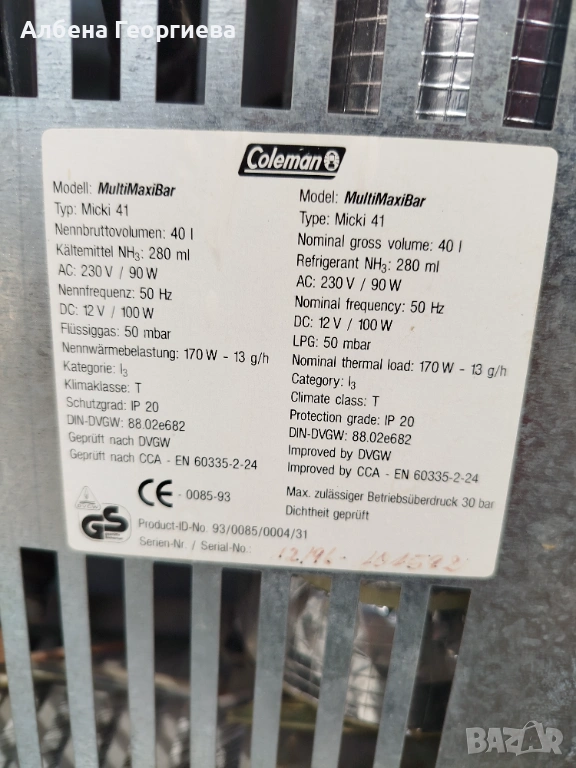 Албена Георгиева
Coleman
Modell: MultiMaxiBar
Typ: Micki 41
Nennbruttovolumen: 40 l
Kältemittel NH3: 280 ml
AC: 230 V / 90 W
Nennfrequenz: 50 Hz
DC: 12 V / 100 W
Flüssiggas: 50 mbar
Nennwärmebelastung: 170 W - 13 g/h
Kategorie: I3
Klimaklasse: T
Schutzgrad: IP 20
DIN-DVGW: 88.02e682
Geprüft nach DVGW
Geprüft nach CCA - EN 60335-2-24
Model: MultiMaxiBar
Type: Micki 41
Nominal gross volume: 40 l
Refrigerant NH3: 280 ml
AC: 230 V / 90 W
Nominal frequency: 50 Hz
DC: 12 V / 100 W
LPG: 50 mbar
Nominal thermal load: 170 W - 13 g/h
Category: I3
Climate class: T
Protection grade: IP 20
DIN-DVGW: 88.02e682
Improved by DVGW
Improved by CCA - EN 60335-2-24
CE - 0085-93
Max. zulässiger Betriebsüberdruck 30 bar
Dichtheit geprüft
GS
Product-ID-No. 93/0085/0004/31
Serien-Nr. / Serial-No.: 12/96
BAZAR
www.Bazar.bg